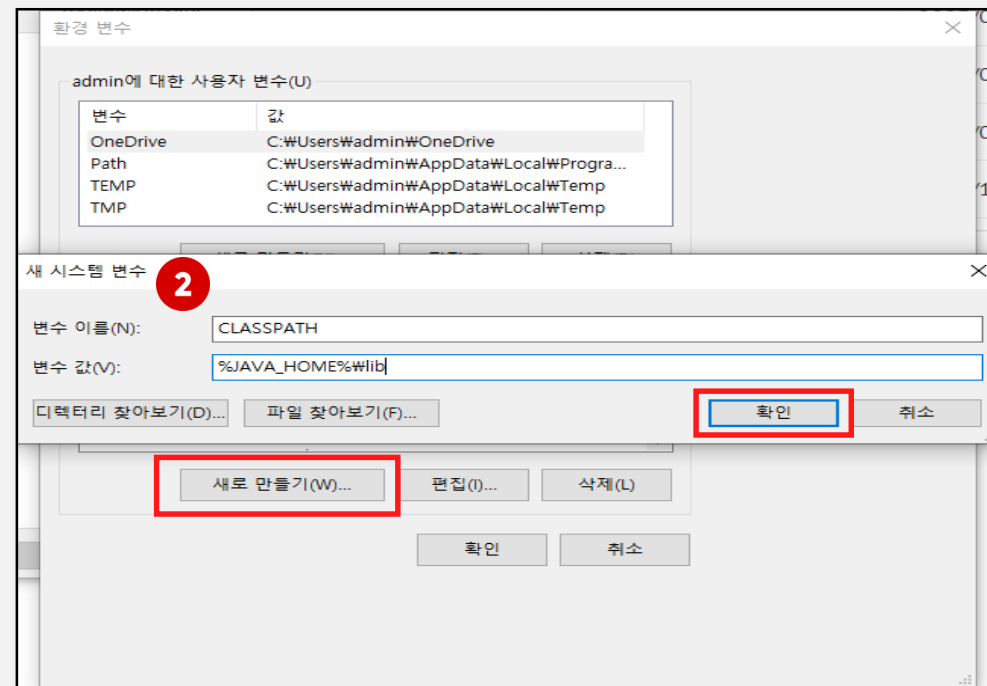 환경 변수
admin에 대한 사용자 변수(U)
변수 값
OneDrive C:₩Users₩admin₩OneDrive
Path C:₩Users₩admin₩AppData₩Local₩Progra...
TEMP C:₩Users₩admin₩AppData₩Local₩Temp
TMP C:₩Users₩admin₩AppData₩Local₩Temp
새 시스템 변수
2
변수 이름(N): CLASSPATH
변수 값(V): %JAVA_HOME%₩lib
디렉터리 찾아보기(D)... 파일 찾아보기(F)... 확인 취소
새로 만들기(W)... 편집(I)... 삭제(L)
확인 취소